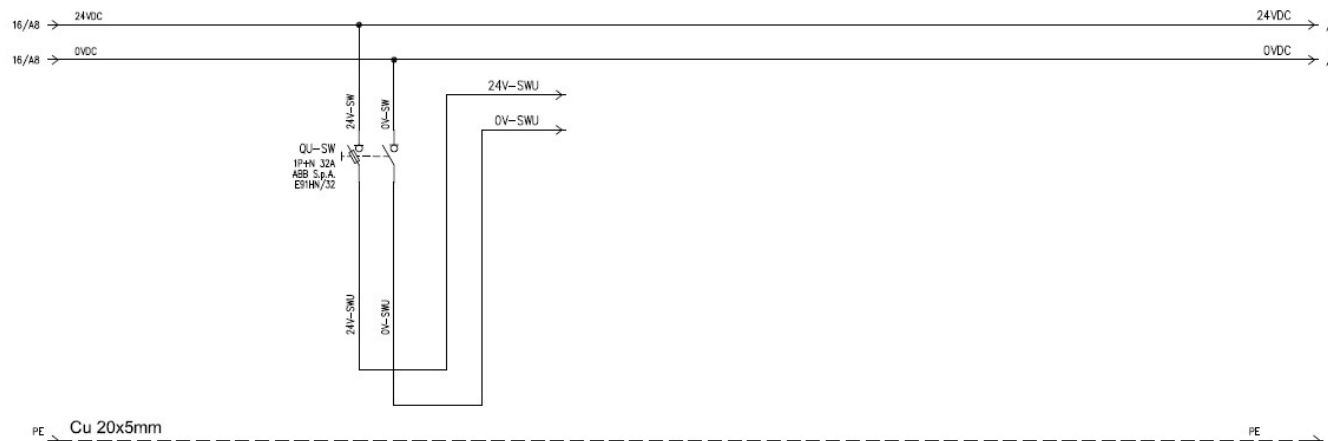 16/A8 24VDC 24VDC
16/A8 0VDC 0VDC
24V-SWU
0V-SWU
24V-SW
0V-SW
QU-SW
1P+N 32A
ABB S.p.A.
E91HN/32
24V-SWU
0V-SWU
PE Cu 20x5mm PE